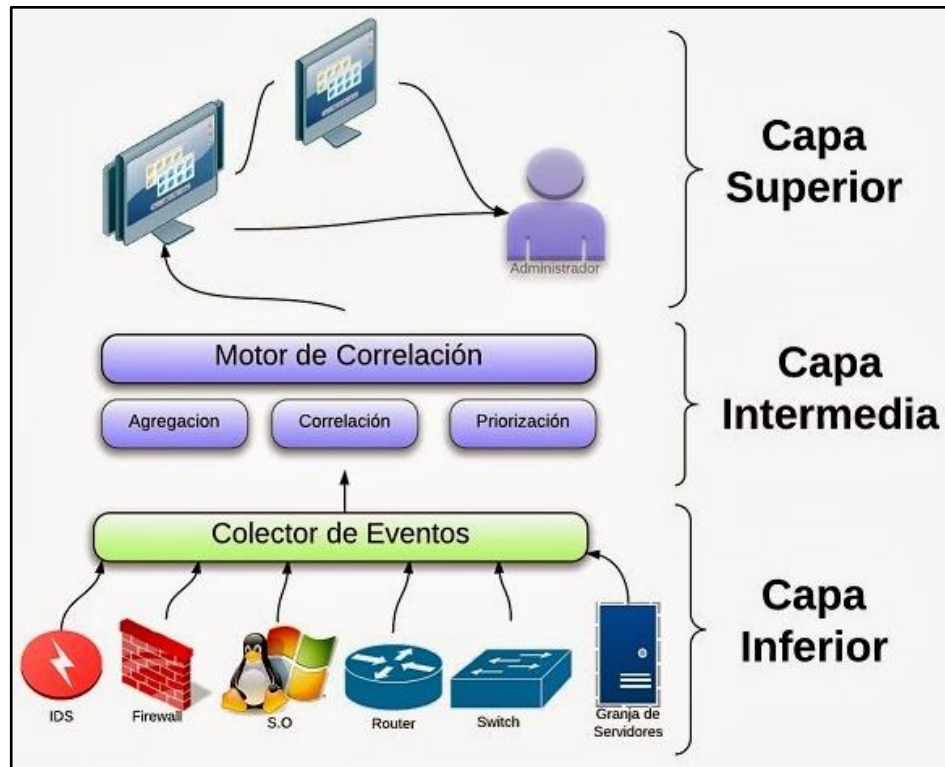 Capa
Superior
Administrador
Motor de Correlación
Capa
Intermedia
Agregacion
Correlación
Priorización
Colector de Eventos
Capa
Inferior
IDS
Firewall
S.O
Router
Switch
Granja de
Servidores